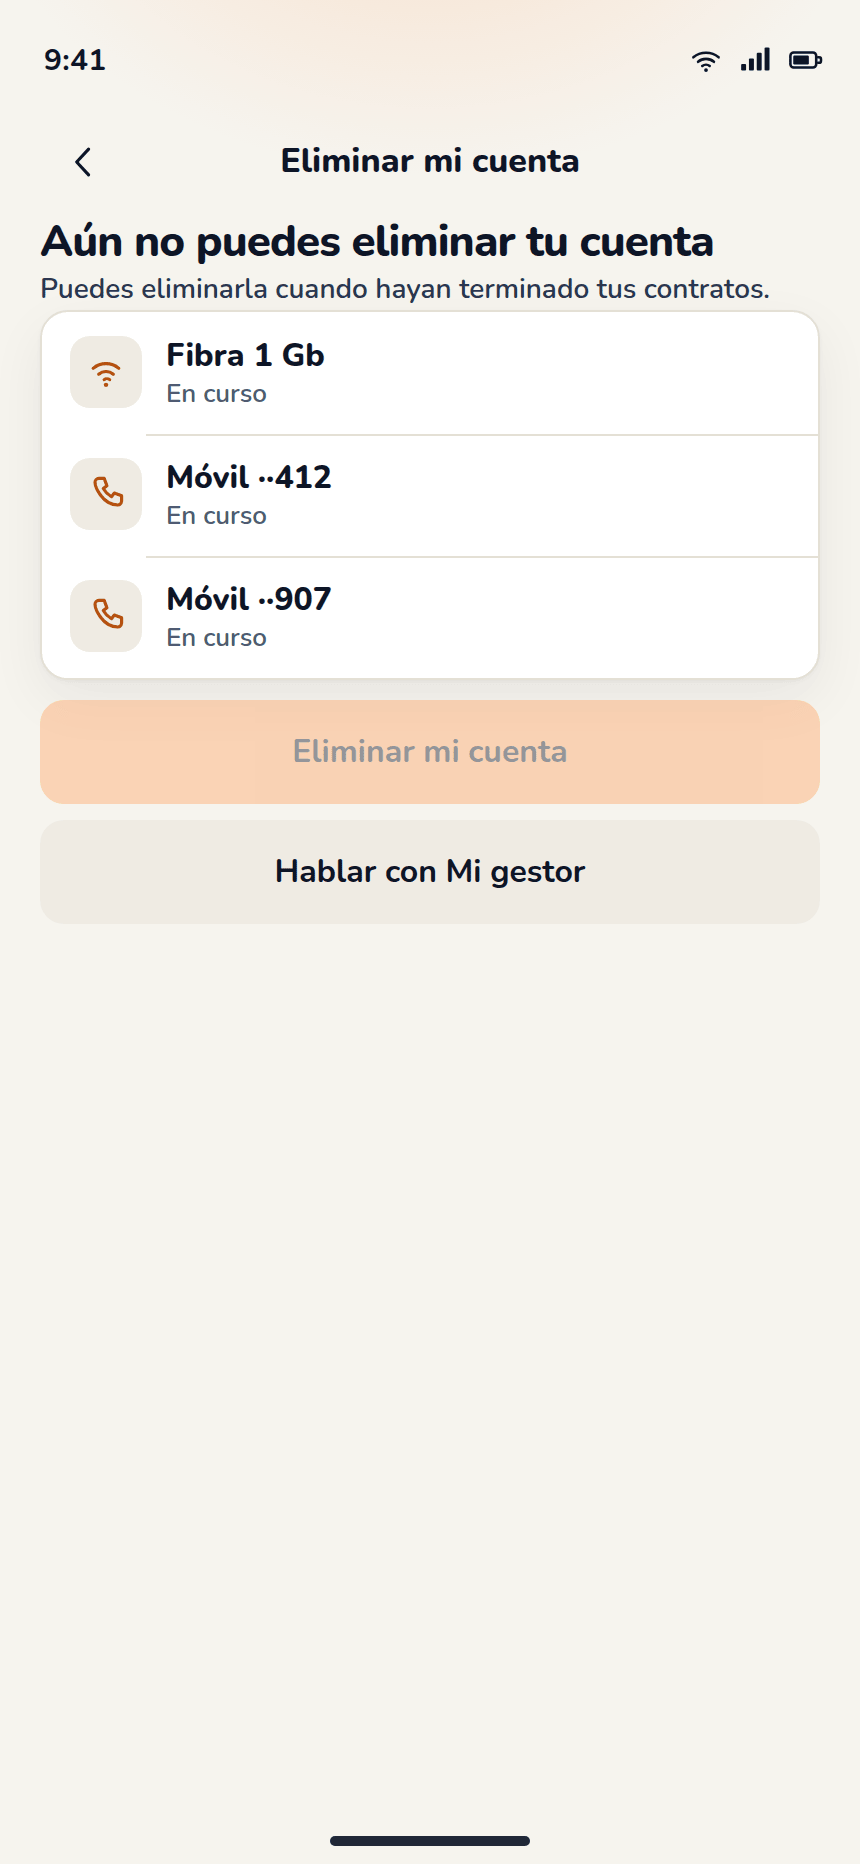 9:41
Eliminar mi cuenta
Aún no puedes eliminar tu cuenta
Puedes eliminarla cuando hayan terminado tus contratos.
Fibra 1 Gb
En curso
Móvil ··412
En curso
Móvil ··907
En curso
Eliminar mi cuenta
Hablar con Mi gestor